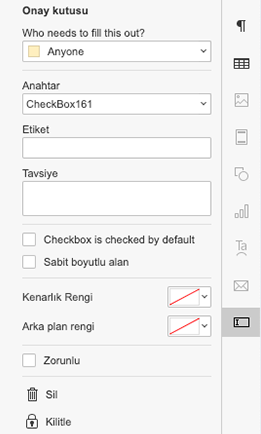 Onay kutusu
Who needs to fill this out?
Anyone
Anahtar
CheckBox161
Etiket
Tavsiye
Checkbox is checked by default
Sabit boyutlu alan
Kenarlık Rengi
Arka plan rengi
Zorunlu
Sil
Kilitle